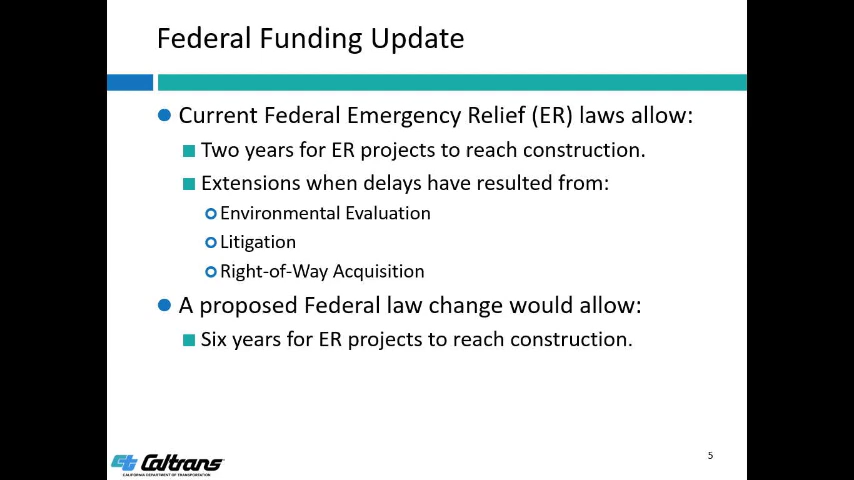 Federal Funding Update
Current Federal Emergency Relief (ER) laws allow:
Two years for ER projects to reach construction.
Extensions when delays have resulted from:
Environmental Evaluation
Litigation
Right-of-Way Acquisition
A proposed Federal law change would allow:
Six years for ER projects to reach construction.
ct Caltrans
CALIFORNIA DEPARTMENT OF TRANSPORTATION
5